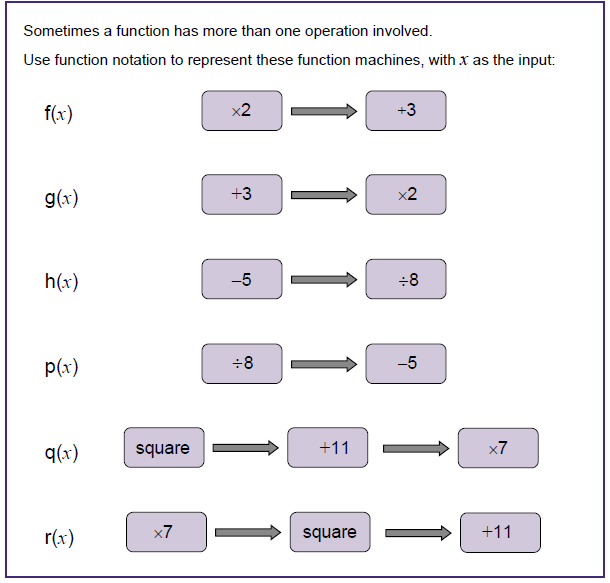 Sometimes a function has more than one operation involved.
Use function notation to represent these function machines, with x as the input:
f(x) ×2 +3
g(x) +3 ×2
h(x) −5 ÷8
p(x) ÷8 −5
q(x) square +11 ×7
r(x) ×7 square +11